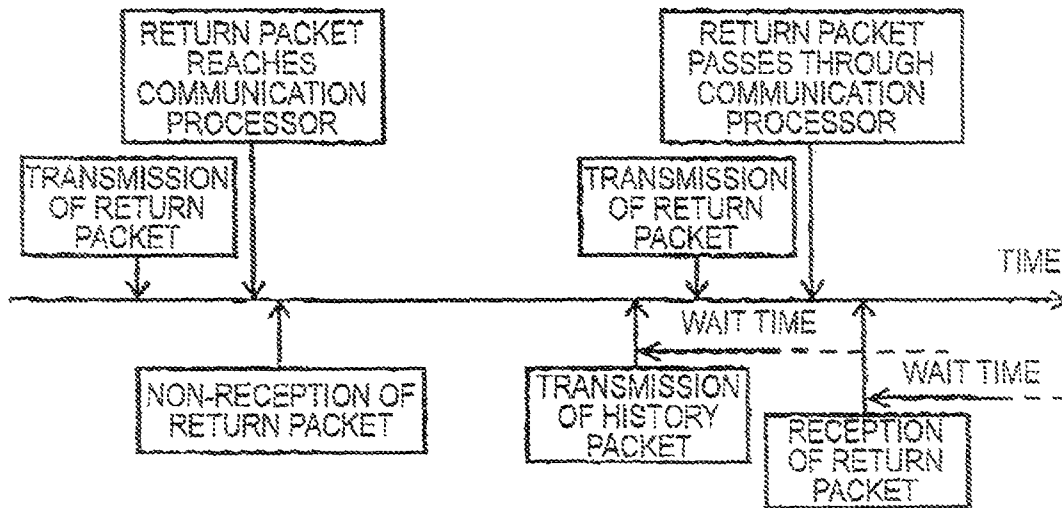 RETURN PACKET
REACHES
COMMUNICATION
PROCESSOR
RETURN PACKET
PASSES THROUGH
COMMUNICATION
PROCESSOR
TRANSMISSION
OF RETURN
PACKET
TRANSMISSION
OF RETURN
PACKET
TIME
WAIT TIME
NON-RECEPTION OF
RETURN PACKET
TRANSMISSION
OF HISTORY
PACKET
WAIT TIME
RECEPTION
OF RETURN
PACKET